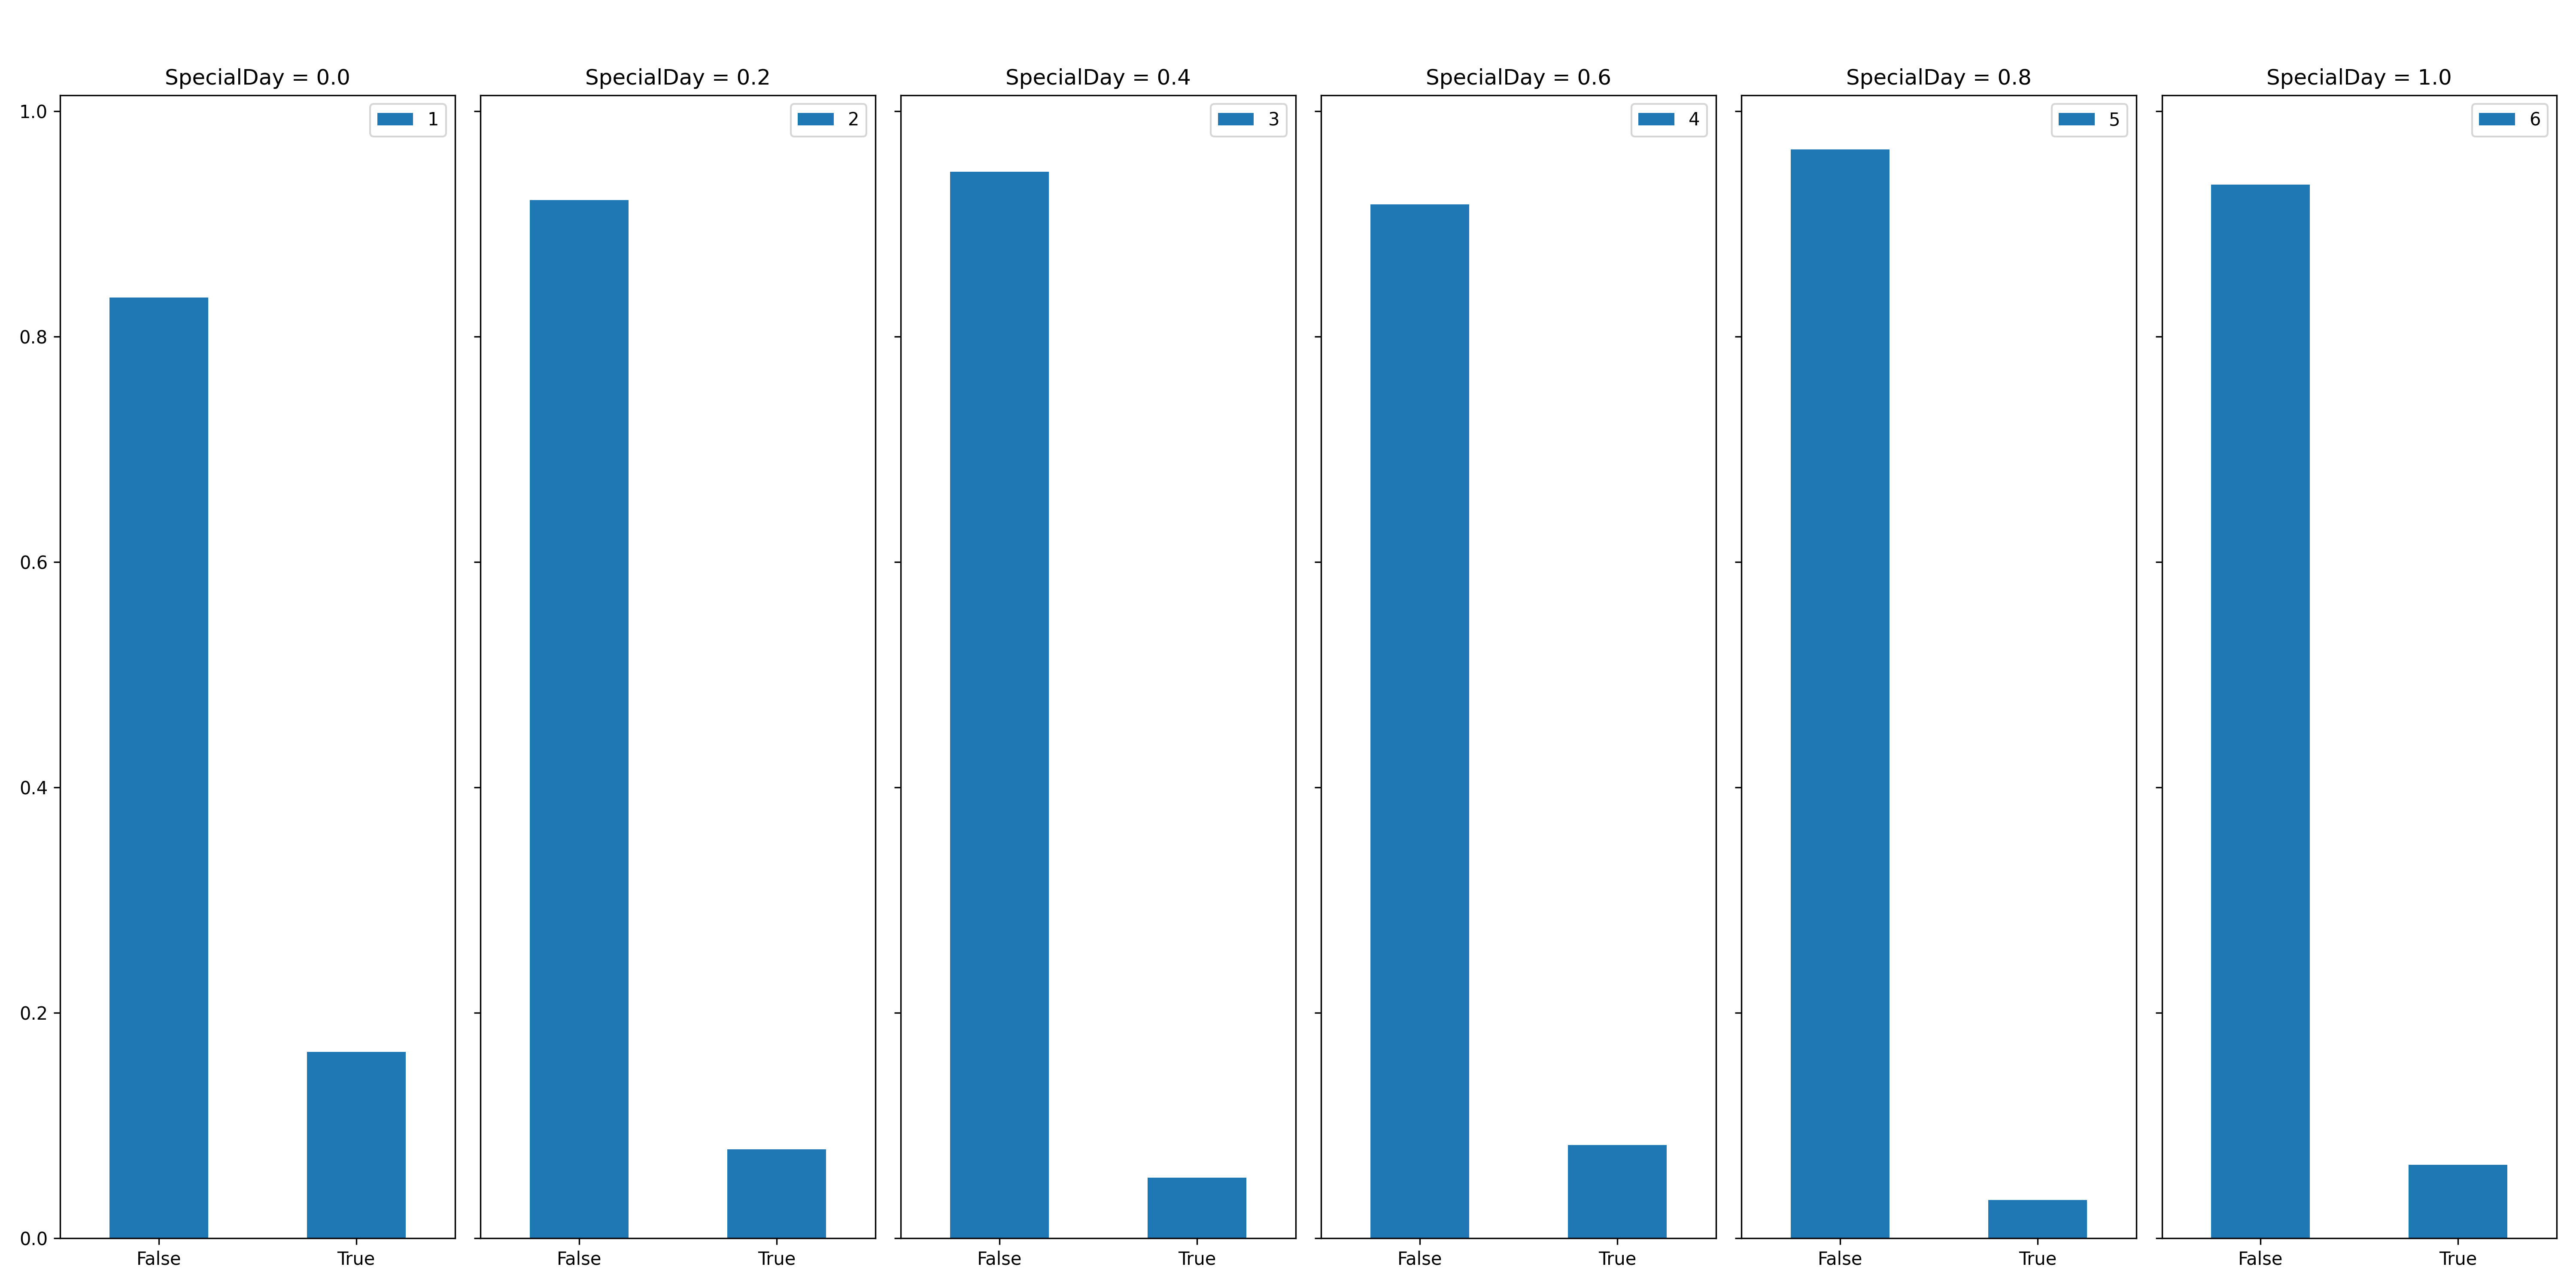 SpecialDay = 0.0
SpecialDay = 0.2
SpecialDay = 0.4
SpecialDay = 0.6
SpecialDay = 0.8
SpecialDay = 1.0
1
2
3
4
5
6
1.0
0.8
0.6
0.4
0.2
0.0
False True
False True
False True
False True
False True
False True